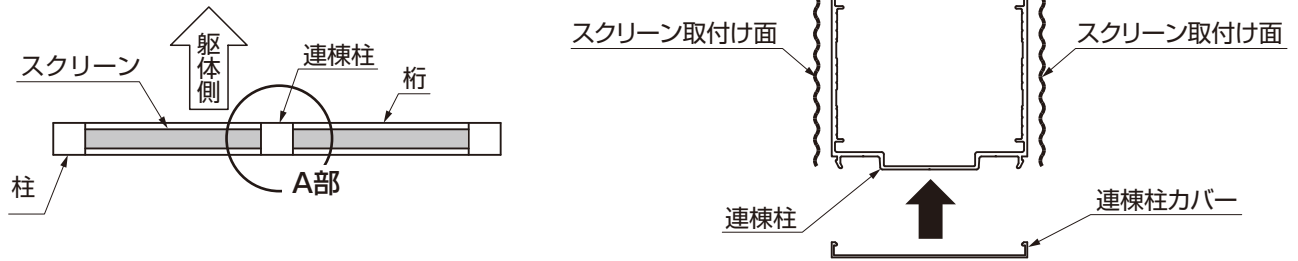 スクリーン
躯体側
連棟柱
桁
柱
A部
スクリーン取付け面
スクリーン取付け面
連棟柱
連棟柱カバー